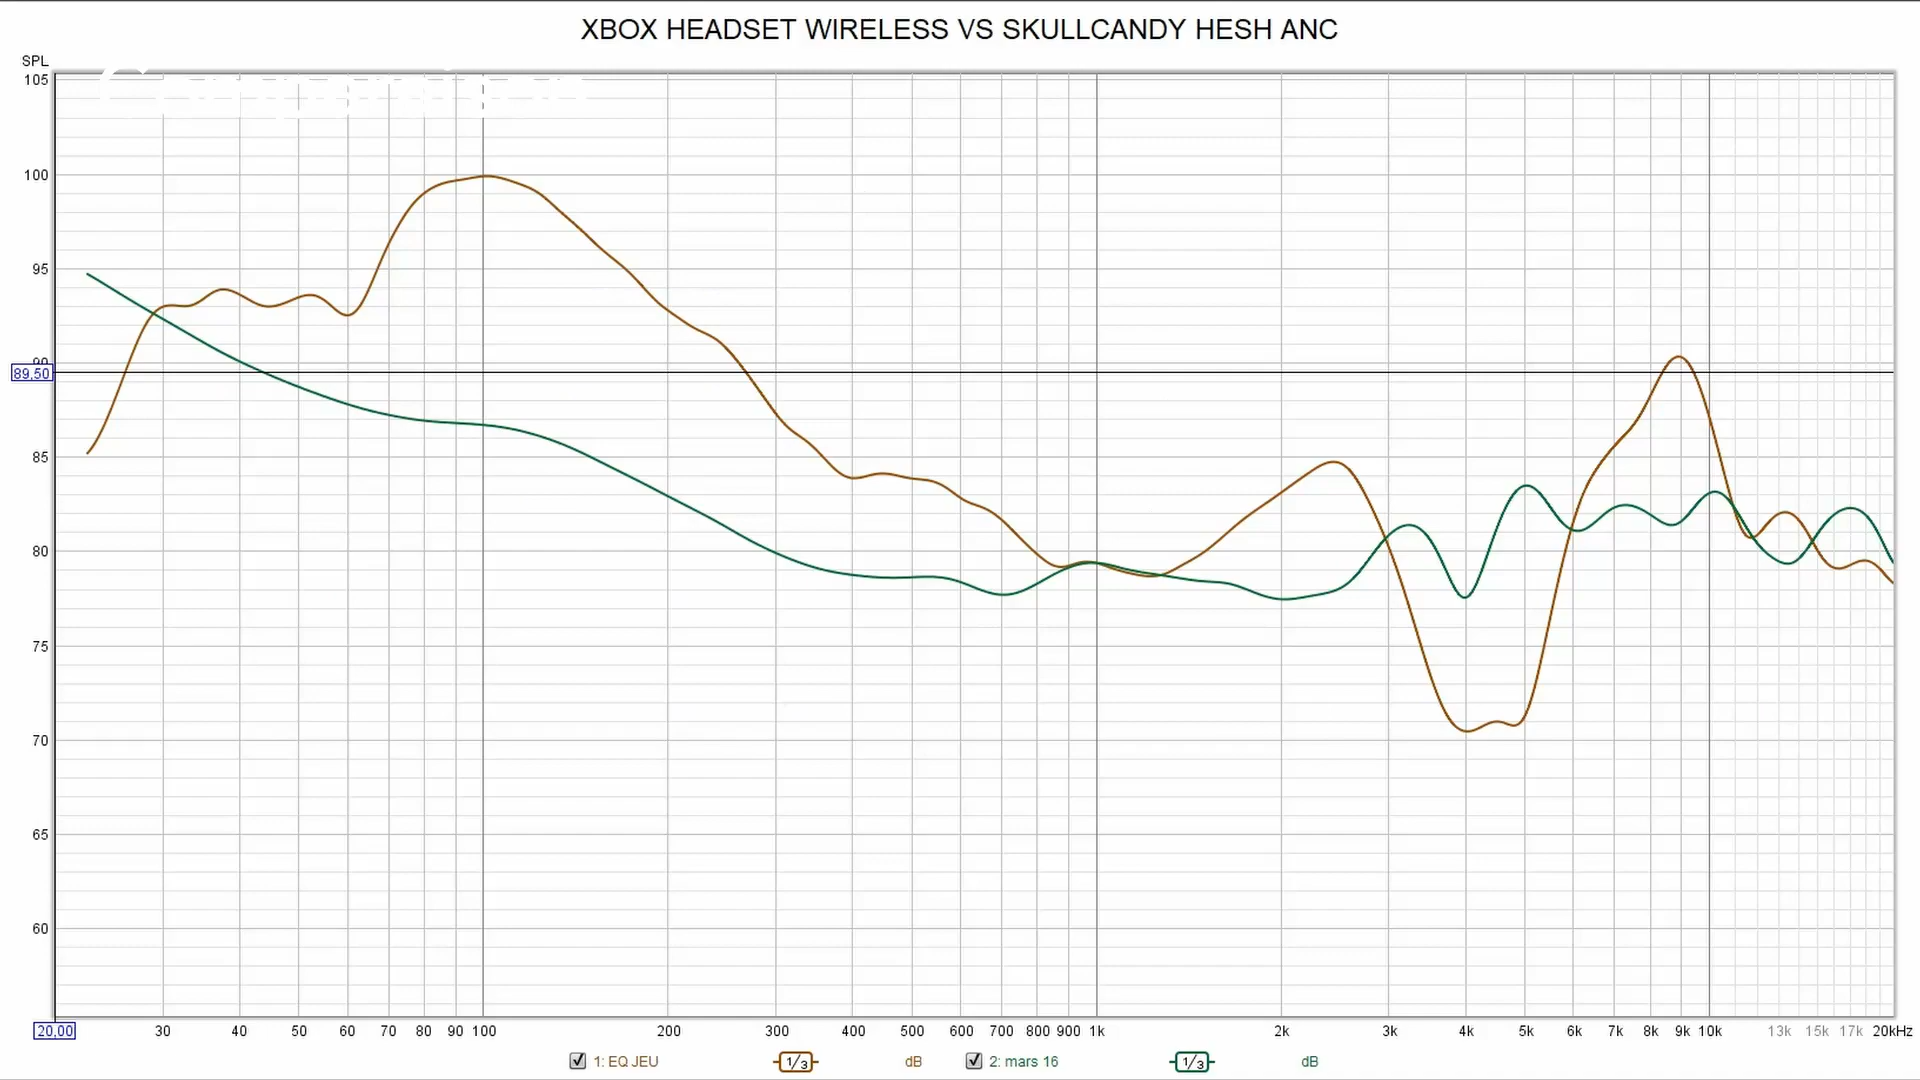 XBOX HEADSET WIRELESS VS SKULLCANDY HESH ANC
SPL
105
100
95
90
89,50
85
80
75
70
65
60
20,00 30 40 50 60 70 80 90 100 200 300 400 500 600 700 800 900 1k 2k 3k 4k 5k 6k 7k 8k 9k 10k 13k 15k 17k 20kHz
1: EQ JEU 1/3 dB 2: mars 16 1/3 dB